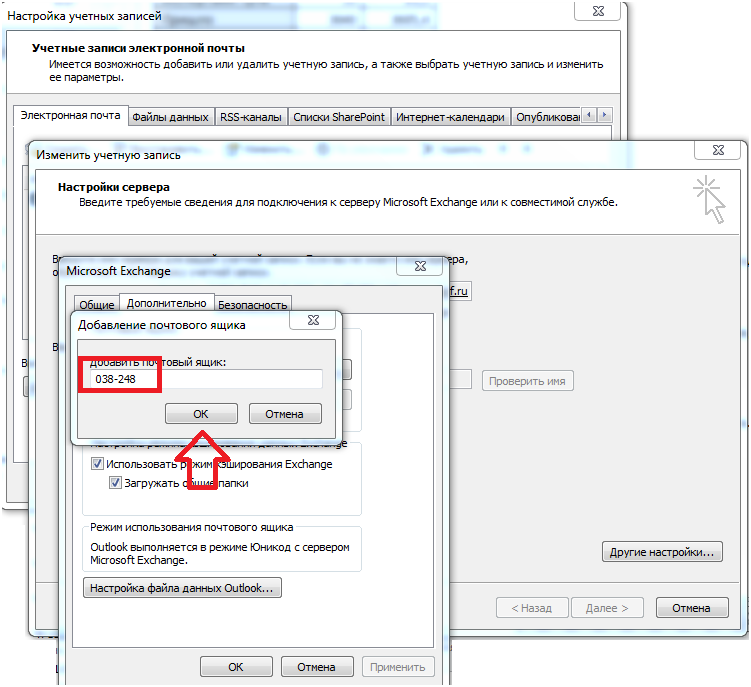 Настройка учетных записей
Учетные записи электронной почты
Имеется возможность добавить или удалить учетную запись, а также выбрать учетную запись и изменить
ее параметры.
Электронная почта Файлы данных RSS-каналы Списки SharePoint Интернет-календари Опубликован
Изменить учетную запись
Настройки сервера
Введите требуемые сведения для подключения к серверу Microsoft Exchange или к совместимой службе.
Microsoft Exchange
f.ru
Общие Дополнительно Безопасность
Добавление почтового ящика
Добавить почтовый ящик:
038-248
Проверить имя
ОК Отмена
Использовать режим кэширования Exchange
Загружать общие папки
Режим использования почтового ящика
Outlook выполняется в режиме Юникод с сервером
Microsoft Exchange.
Другие настройки...
Настройка файла данных Outlook...
< Назад Далее > Отмена
ОК Отмена Применить